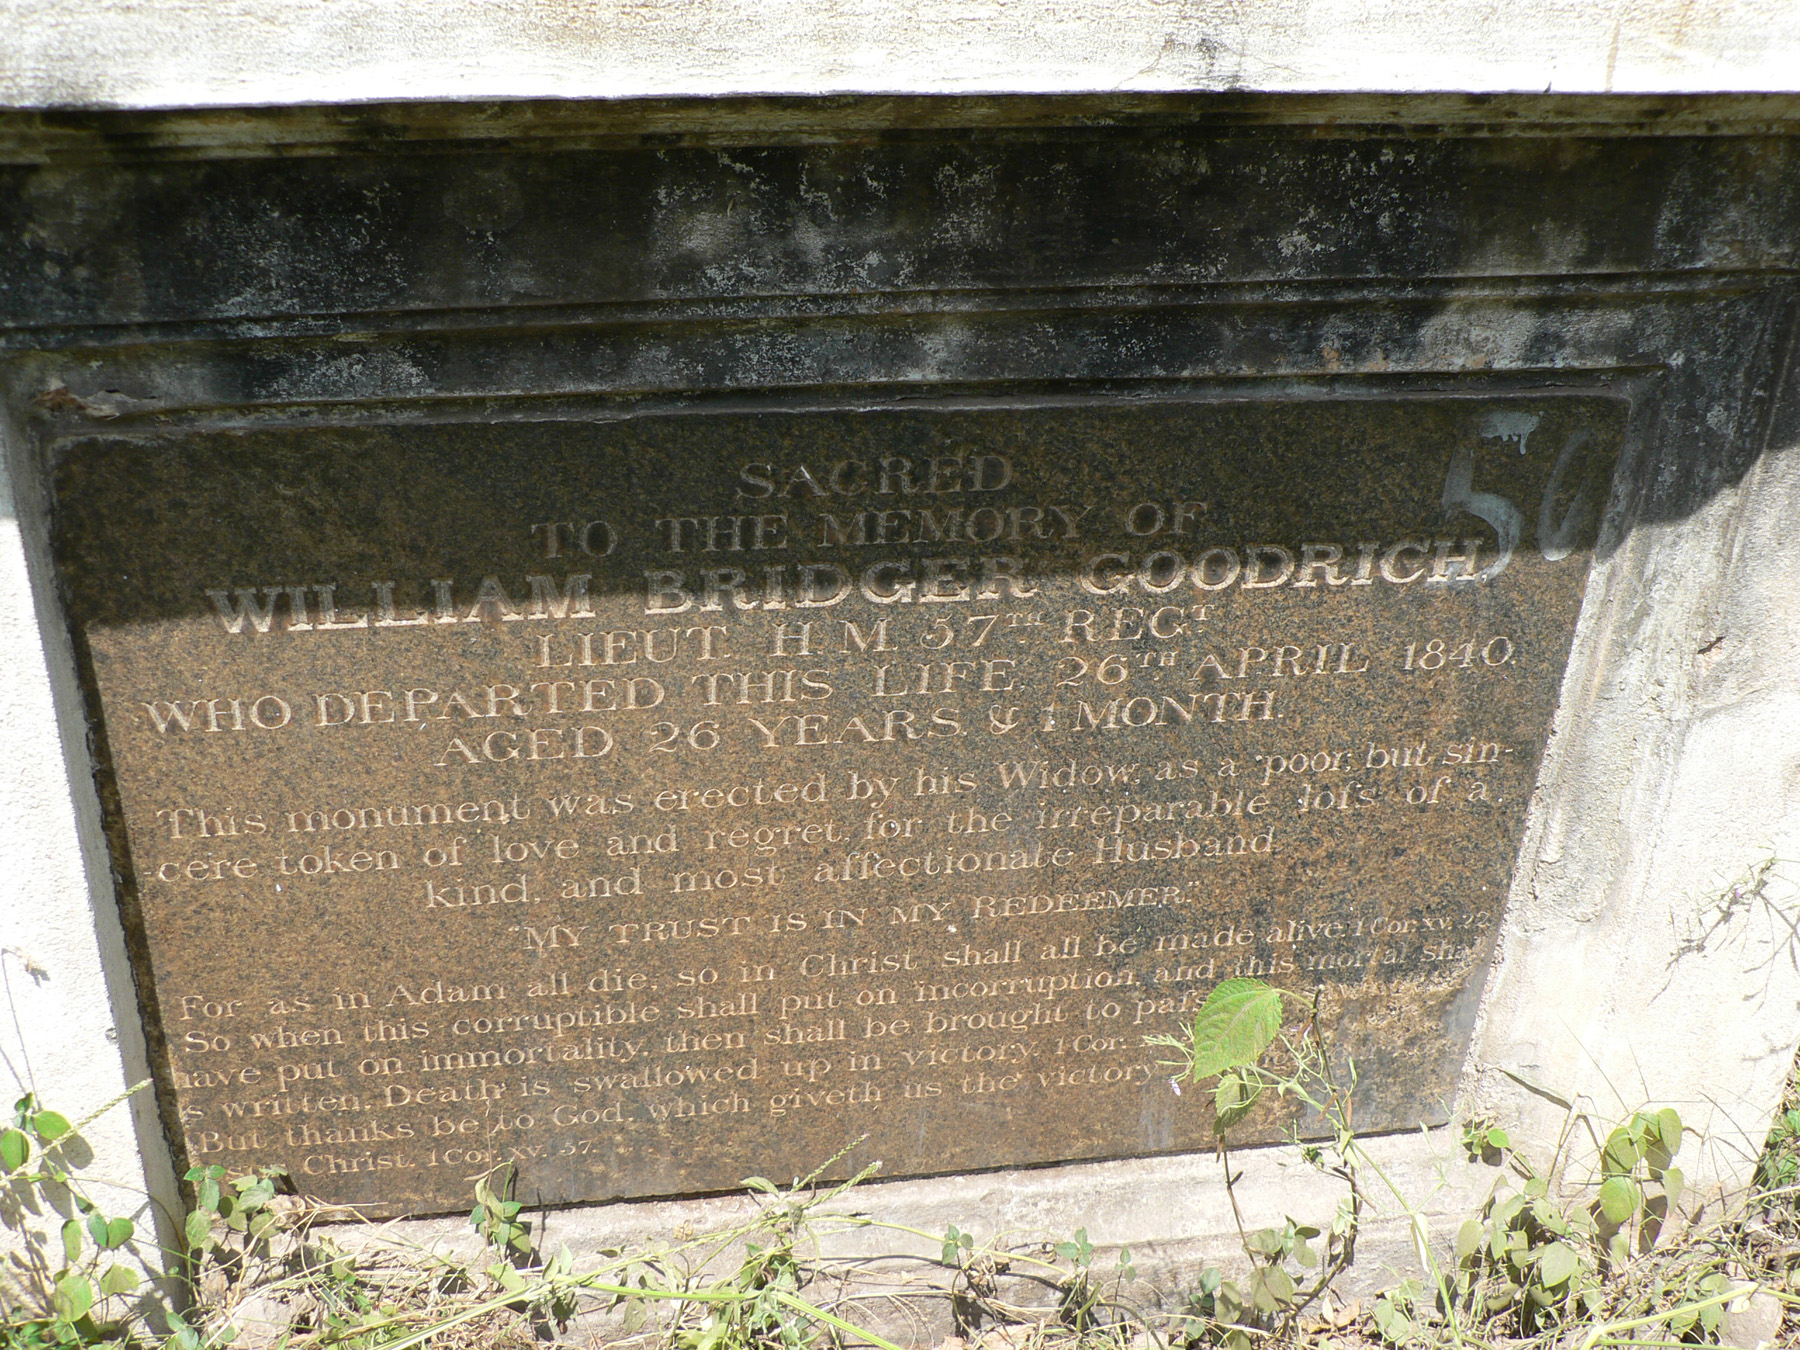 SACRED
TO THE MEMORY OF
WILLIAM BRIDGER GOODRICH,
LIEUT. H. M. 57TH REGT
WHO DEPARTED THIS LIFE, 26TH APRIL 1840.
AGED 26 YEARS, & 1 MONTH.
This monument was erected by his Widow, as a poor, but sin-
cere token of love and regret, for the irreparable loſs of a
kind, and most affectionate Husband.
"MY TRUST IS IN MY REDEEMER."
For as in Adam all die, so in Christ shall all be made alive. 1 Cor. xv. 22
So when this corruptible shall put on incorruption, and this mortal shall
have put on immortality, then shall be brought to paſs
is written, Death is swallowed up in victory. 1 Cor.
But thanks be to God, which giveth us the victory
Christ. 1 Cor. xv. 57.
56